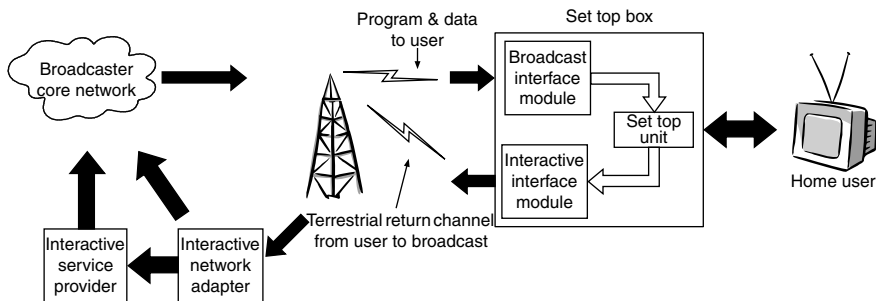 Program & data
to user
Set top box
Broadcaster
core network
Broadcast
interface
module
Set top
unit
Interactive
interface
module
Home user
Terrestrial return channel
from user to broadcast
Interactive
service
provider
Interactive
network
adapter